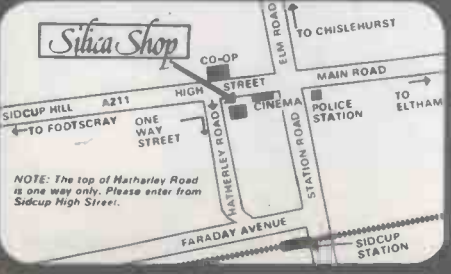 Silica Shop
CO-OP
ELM ROAD
TO CHISLEHURST
MAIN ROAD
HIGH STREET
SIDCUP HILL A211
CINEMA
POLICE STATION
TO ELTHAM
TO FOOTSCRAY
ONE WAY STREET
HATHERLEY ROAD
STATION ROAD
NOTE: The top of Hatherley Road
is one way only. Please enter from
Sidcup High Street.
FARADAY AVENUE
SIDCUP STATION